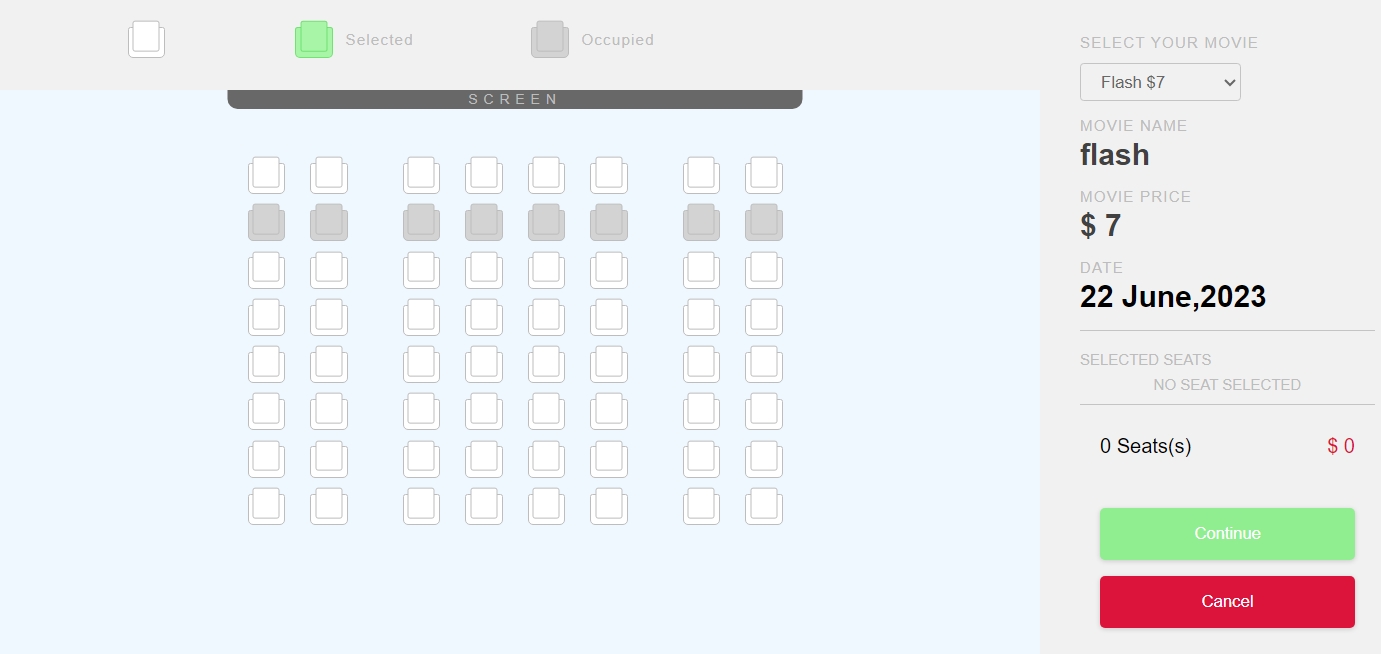 Selected
Occupied
SCREEN
SELECT YOUR MOVIE
Flash $7
MOVIE NAME
flash
MOVIE PRICE
$ 7
DATE
22 June,2023
SELECTED SEATS
NO SEAT SELECTED
0 Seats(s)
$ 0
Continue
Cancel